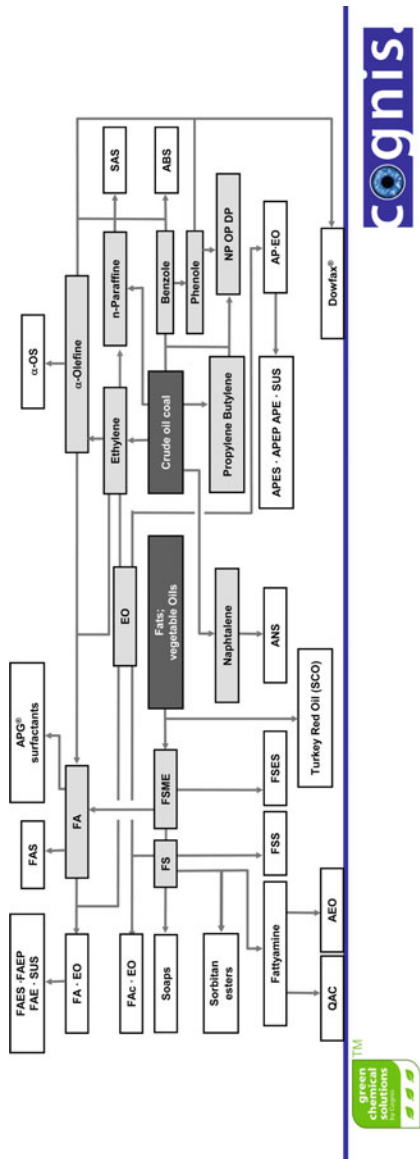 FAES ·FAEP
FAE · SUS
FAS
APG®
surfactants
α-OS
FA · EO
FA
α-Olefine
SAS
FAc · EO
EO
Ethylene
n-Paraffine
ABS
Soaps
FS
FSME
Fats;
vegetable Oils
Crude oil coal
Benzole
Phenole
Sorbitan
esters
Naphtalene
Propylene Butylene
NP OP DP
Fattyamine
FSS
FSES
ANS
APES · APEP APE · SUS
AP·EO
QAC
AEO
Turkey Red Oil (SCO)
Dowfax®
green
chemical
solutions
by Cognis
TM
cognis.